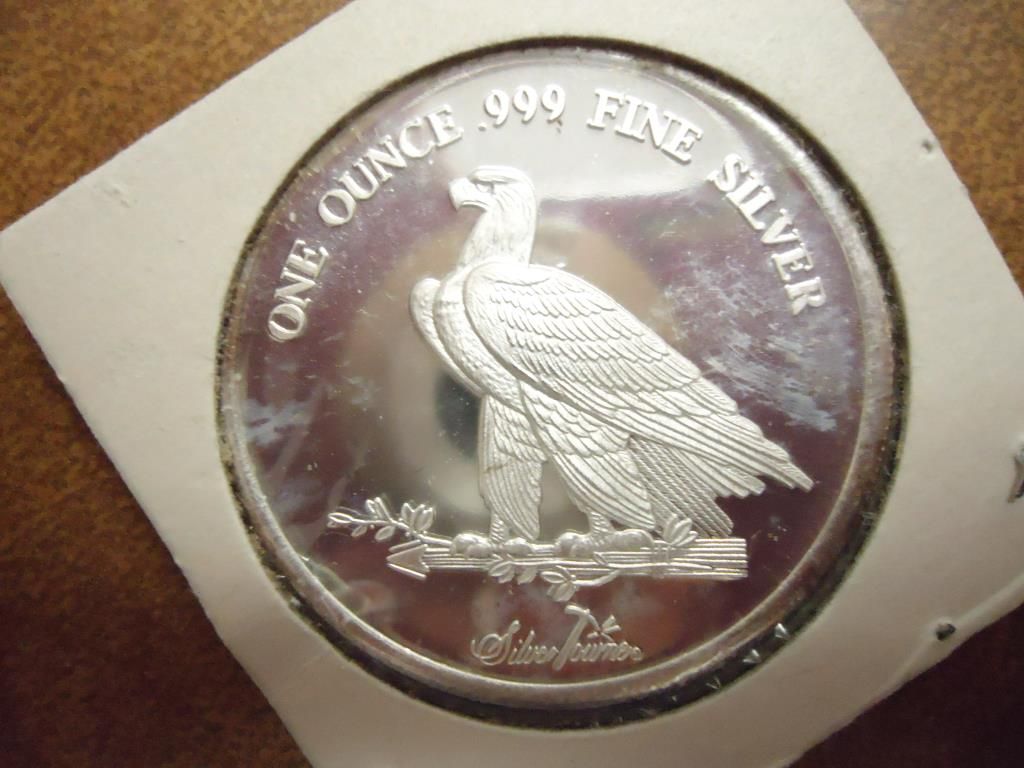 ONE OUNCE .999 FINE SILVER
SilverTowne